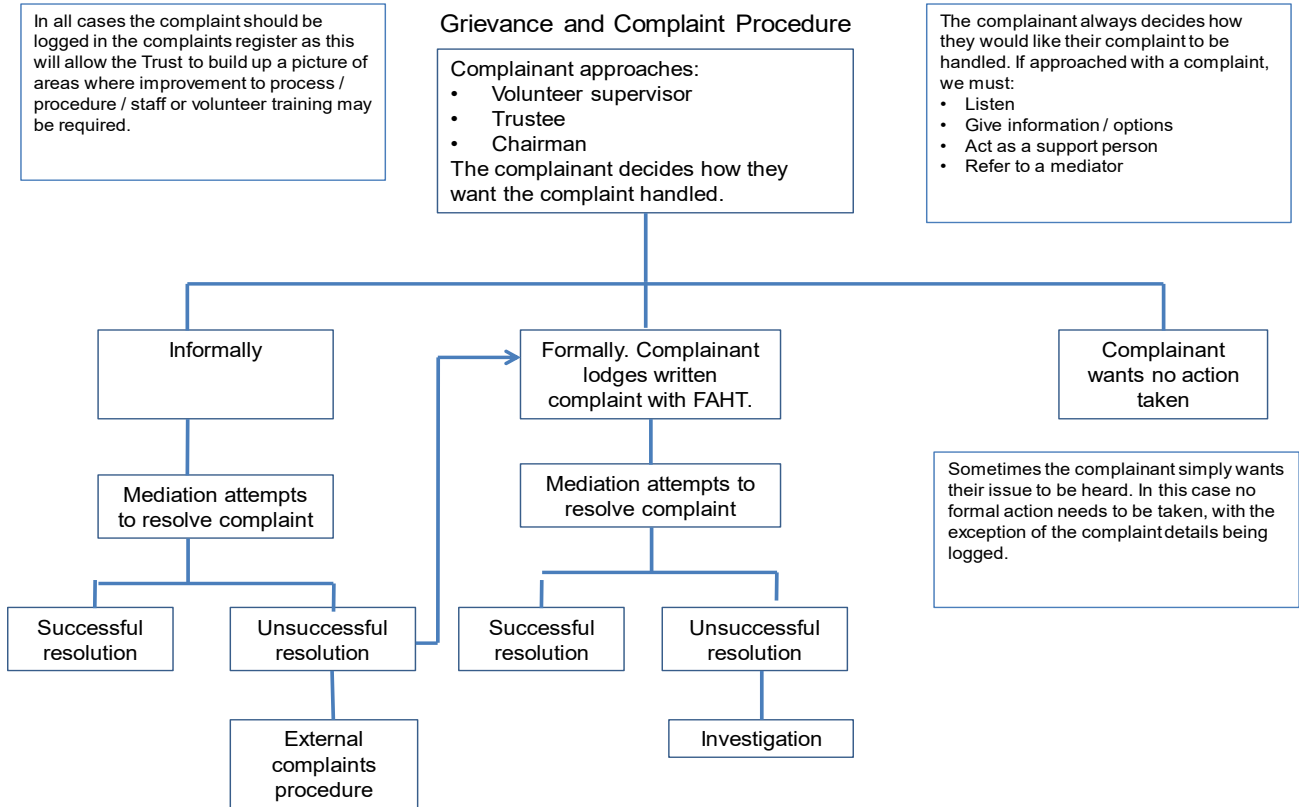 In all cases the complaint should be
logged in the complaints register as this
will allow the Trust to build up a picture of
areas where improvement to process /
procedure / staff or volunteer training may
be required.
Grievance and Complaint Procedure
Complainant approaches:
• Volunteer supervisor
• Trustee
• Chairman
The complainant decides how they
want the complaint handled.
The complainant always decides how
they would like their complaint to be
handled. If approached with a complaint,
we must:
• Listen
• Give information / options
• Act as a support person
• Refer to a mediator
Informally
Formally. Complainant
lodges written
complaint with FAHT.
Complainant
wants no action
taken
Mediation attempts
to resolve complaint
Mediation attempts to
resolve complaint
Sometimes the complainant simply wants
their issue to be heard. In this case no
formal action needs to be taken, with the
exception of the complaint details being
logged.
Successful
resolution
Unsuccessful
resolution
Successful
resolution
Unsuccessful
resolution
External
complaints
procedure
Investigation